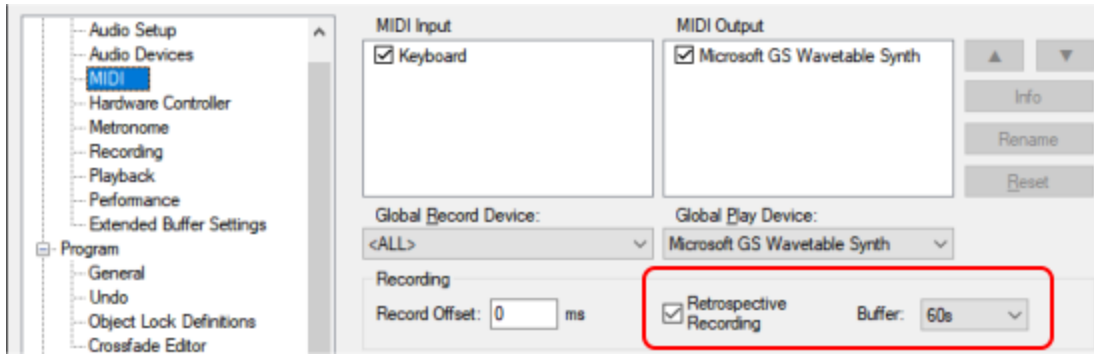 Audio Setup
Audio Devices
MIDI
Hardware Controller
Metronome
Recording
Playback
Performance
Extended Buffer Settings
Program
General
Undo
Object Lock Definitions
Crossfade Editor
MIDI Input
Keyboard
MIDI Output
Microsoft GS Wavetable Synth
Info
Rename
Reset
Global Record Device:
<ALL>
Global Play Device:
Microsoft GS Wavetable Synth
Recording
Record Offset: 0 ms
Retrospective
Recording
Buffer: 60s